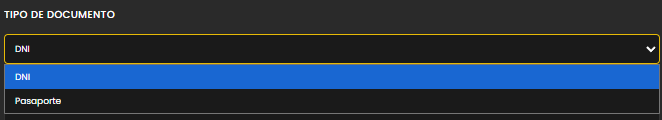 TIPO DE DOCUMENTO
DNI
DNI
Pasaporte